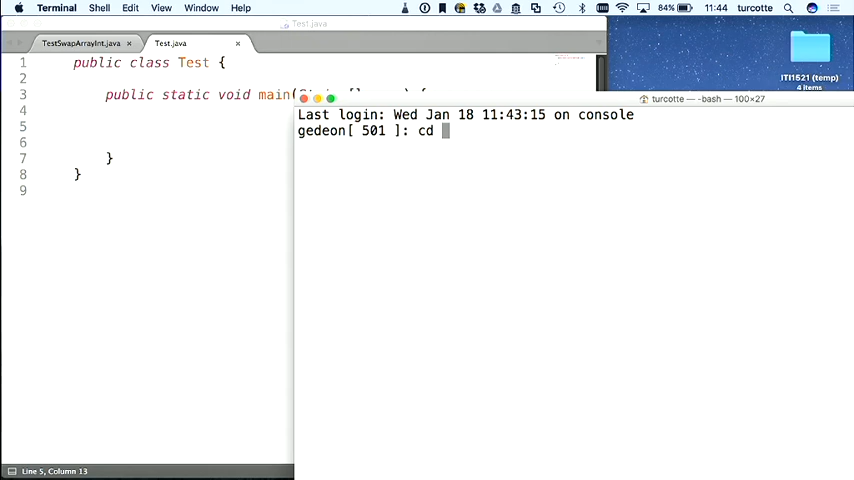 Terminal Shell Edit View Window Help 84% 11:44 turcotte
Test.java
TestSwapArrayInt.java × Test.java ×
1 public class Test {
2
3 public static void main(
4
5
6
7 }
8 }
9
ITI1521 (temp)
4 items
turcotte — -bash — 100×27
Last login: Wed Jan 18 11:43:15 on console
gedeon[ 501 ]: cd
Line 5, Column 13